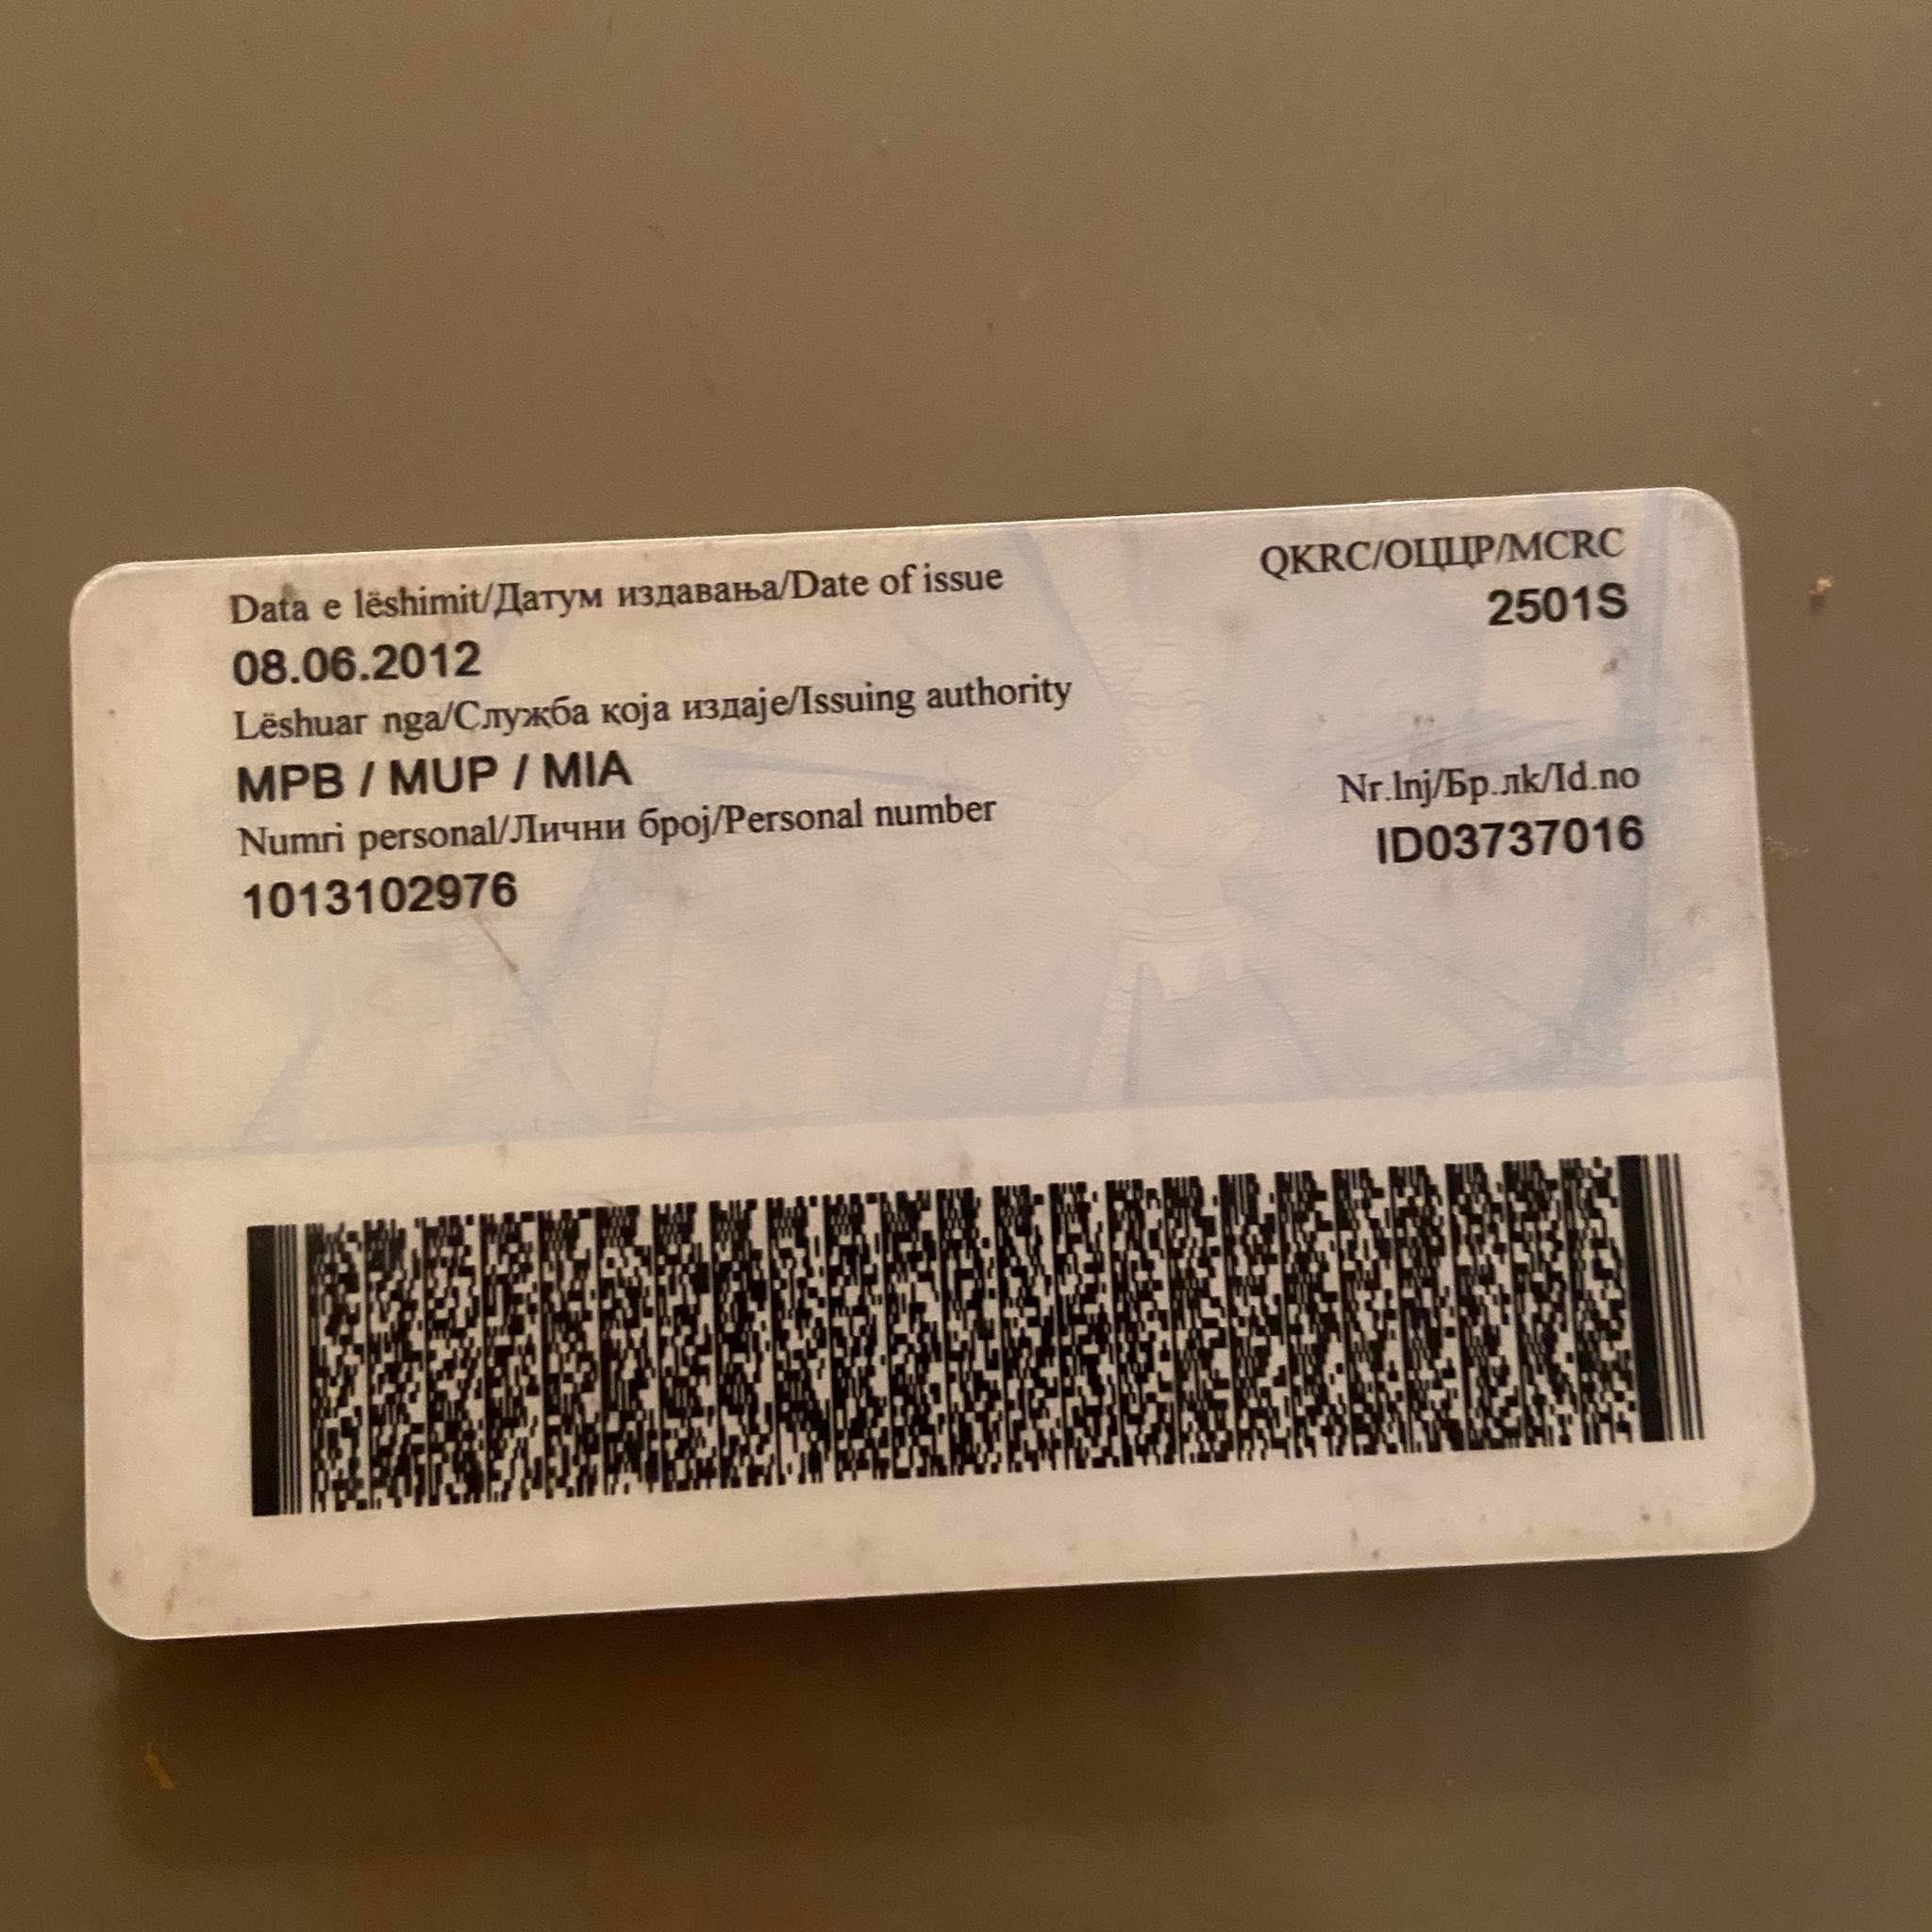 Data e lëshimit/Датум издавања/Date of issue
08.06.2012
Lëshuar nga/Служба која издаје/Issuing authority
MPB / MUP / MIA
Numri personal/Лични број/Personal number
1013102976
QKRC/ОЦЦР/MCRC
2501S
Nr.lnj/Бр.лк/Id.no
ID03737016